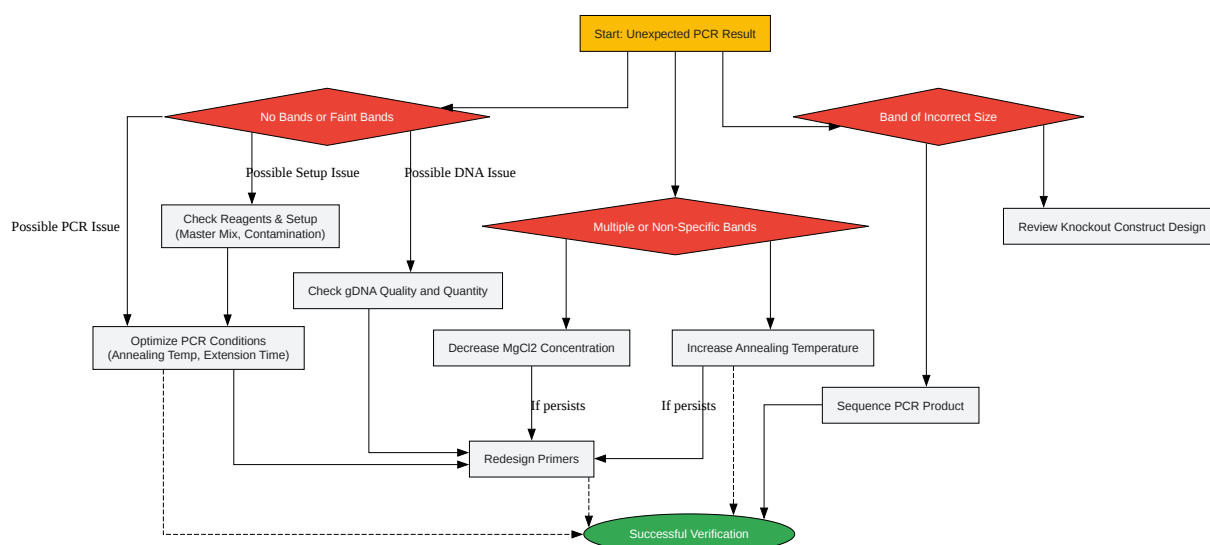 Start: Unexpected PCR Result
No Bands or Faint Bands
Band of Incorrect Size
Possible Setup Issue
Possible DNA Issue
Possible PCR Issue
Check Reagents & Setup
(Master Mix, Contamination)
Multiple or Non-Specific Bands
Review Knockout Construct Design
Check gDNA Quality and Quantity
Optimize PCR Conditions
(Annealing Temp, Extension Time)
Decrease MgCl2 Concentration
Increase Annealing Temperature
If persists
If persists
Sequence PCR Product
Redesign Primers
Successful Verification